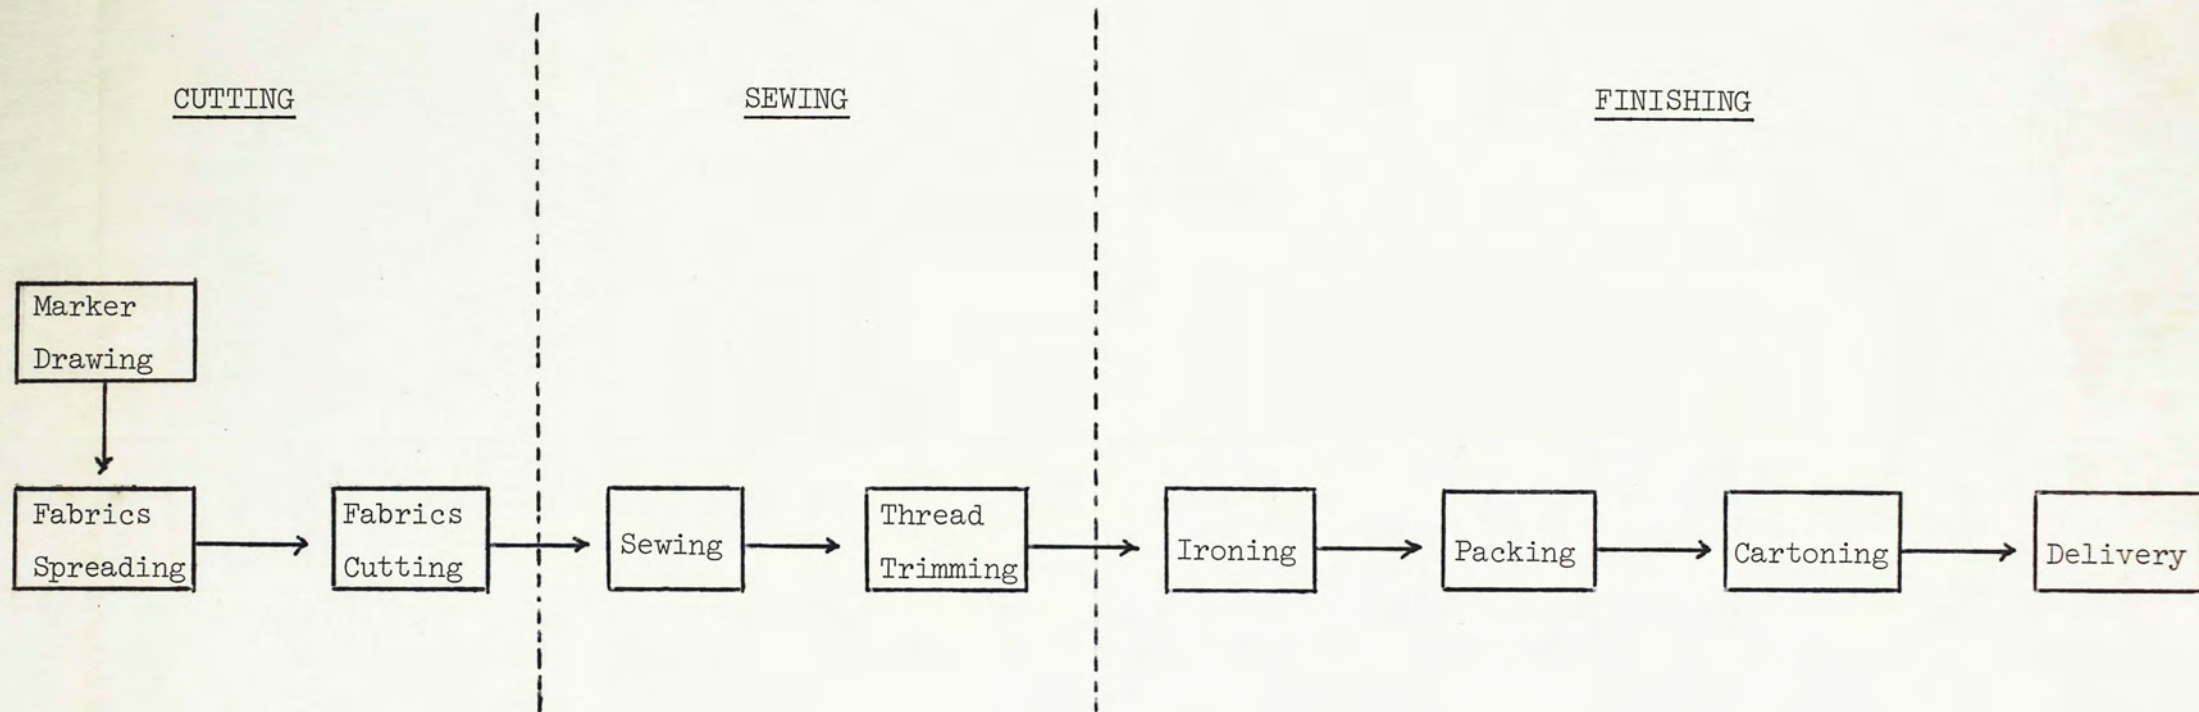 CUTTING
SEWING
FINISHING
Marker
Drawing
Fabrics
Spreading
Fabrics
Cutting
Sewing
Thread
Trimming
Ironing
Packing
Cartoning
Delivery